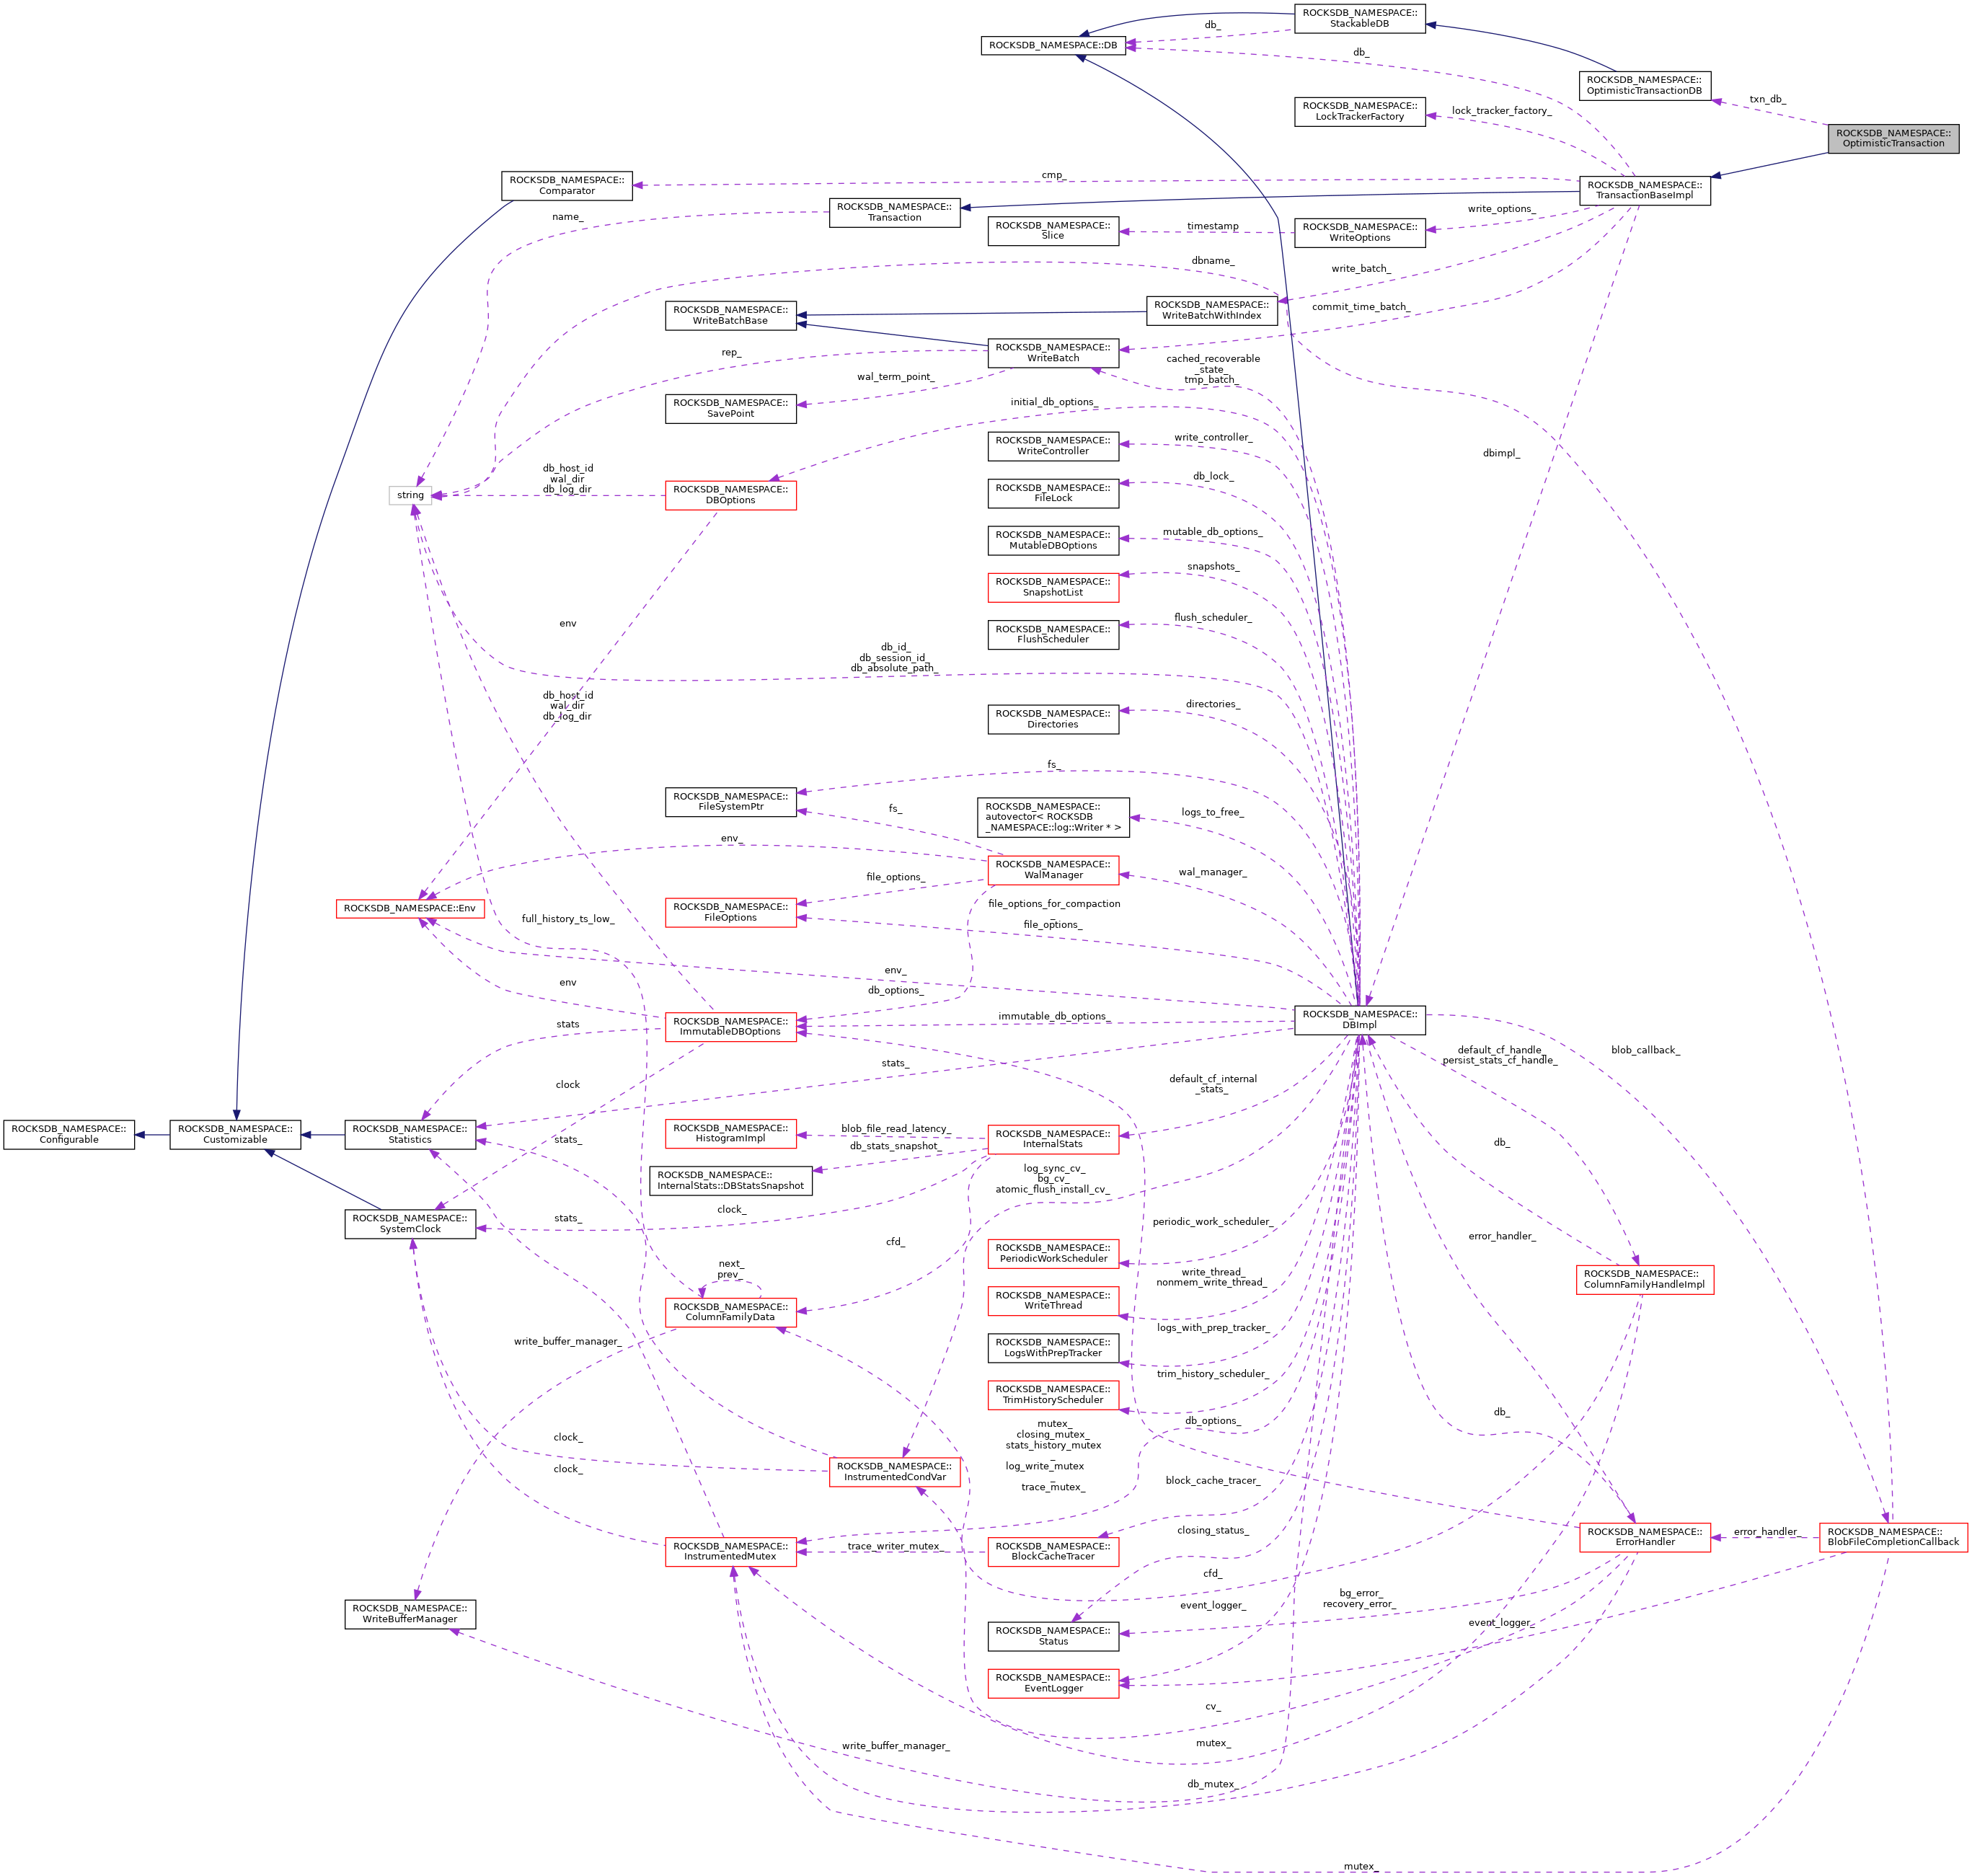 ROCKSDB_NAMESPACE::
StackableDB
db_
ROCKSDB_NAMESPACE::DB
db_
ROCKSDB_NAMESPACE::
OptimisticTransactionDB
txn_db_
ROCKSDB_NAMESPACE::
LockTrackerFactory
lock_tracker_factory_
ROCKSDB_NAMESPACE::
OptimisticTransaction
cmp_
ROCKSDB_NAMESPACE::
Comparator
ROCKSDB_NAMESPACE::
TransactionBaseImpl
name_
ROCKSDB_NAMESPACE::
Transaction
write_options_
ROCKSDB_NAMESPACE::
Slice
timestamp
ROCKSDB_NAMESPACE::
WriteOptions
dbname_
write_batch_
ROCKSDB_NAMESPACE::
WriteBatchBase
ROCKSDB_NAMESPACE::
WriteBatchWithIndex
commit_time_batch_
rep_
ROCKSDB_NAMESPACE::
WriteBatch
cached_recoverable
_state_
tmp_batch_
wal_term_point_
ROCKSDB_NAMESPACE::
SavePoint
initial_db_options_
ROCKSDB_NAMESPACE::
WriteController
write_controller_
dbimpl_
string
db_host_id
wal_dir
db_log_dir
ROCKSDB_NAMESPACE::
DBOptions
ROCKSDB_NAMESPACE::
FileLock
db_lock_
ROCKSDB_NAMESPACE::
MutableDBOptions
mutable_db_options_
ROCKSDB_NAMESPACE::
SnapshotList
snapshots_
env
ROCKSDB_NAMESPACE::
FlushScheduler
flush_scheduler_
db_id_
db_session_id_
db_absolute_path_
db_host_id
wal_dir
db_log_dir
ROCKSDB_NAMESPACE::
Directories
directories_
fs_
ROCKSDB_NAMESPACE::
FileSystemPtr
fs_
ROCKSDB_NAMESPACE::
autovector< ROCKSDB
_NAMESPACE::log::Writer * >
logs_to_free_
env_
ROCKSDB_NAMESPACE::
WalManager
wal_manager_
file_options_
ROCKSDB_NAMESPACE::Env
full_history_ts_low_
ROCKSDB_NAMESPACE::
FileOptions
file_options_for_compaction
_
file_options_
env_
env
db_options_
stats
ROCKSDB_NAMESPACE::
ImmutableDBOptions
immutable_db_options_
ROCKSDB_NAMESPACE::
DBImpl
default_cf_handle_
persist_stats_cf_handle_
blob_callback_
stats_
clock
default_cf_internal
_stats_
ROCKSDB_NAMESPACE::
Configurable
ROCKSDB_NAMESPACE::
Customizable
ROCKSDB_NAMESPACE::
Statistics
stats_
ROCKSDB_NAMESPACE::
HistogramImpl
blob_file_read_latency_
db_stats_snapshot_
ROCKSDB_NAMESPACE::
InternalStats
db_
ROCKSDB_NAMESPACE::
InternalStats::DBStatsSnapshot
log_sync_cv_
bg_cv_
atomic_flush_install_cv_
ROCKSDB_NAMESPACE::
SystemClock
stats_
clock_
cfd_
periodic_work_scheduler_
error_handler_
ROCKSDB_NAMESPACE::
PeriodicWorkScheduler
next_
prev_
write_thread_
nonmem_write_thread_
ROCKSDB_NAMESPACE::
ColumnFamilyHandleImpl
ROCKSDB_NAMESPACE::
ColumnFamilyData
ROCKSDB_NAMESPACE::
WriteThread
write_buffer_manager_
ROCKSDB_NAMESPACE::
LogsWithPrepTracker
logs_with_prep_tracker_
ROCKSDB_NAMESPACE::
TrimHistoryScheduler
trim_history_scheduler_
db_options_
db_
mutex_
closing_mutex_
stats_history_mutex
_
log_write_mutex
_
trace_mutex_
clock_
clock_
ROCKSDB_NAMESPACE::
InstrumentedCondVar
block_cache_tracer_
closing_status_
ROCKSDB_NAMESPACE::
InstrumentedMutex
trace_writer_mutex_
ROCKSDB_NAMESPACE::
BlockCacheTracer
ROCKSDB_NAMESPACE::
ErrorHandler
error_handler_
ROCKSDB_NAMESPACE::
BlobFileCompletionCallback
cfd_
event_logger_
bg_error_
recovery_error_
ROCKSDB_NAMESPACE::
WriteBufferManager
ROCKSDB_NAMESPACE::
Status
event_logger_
ROCKSDB_NAMESPACE::
EventLogger
cv_
mutex_
write_buffer_manager_
db_mutex_
mutex_